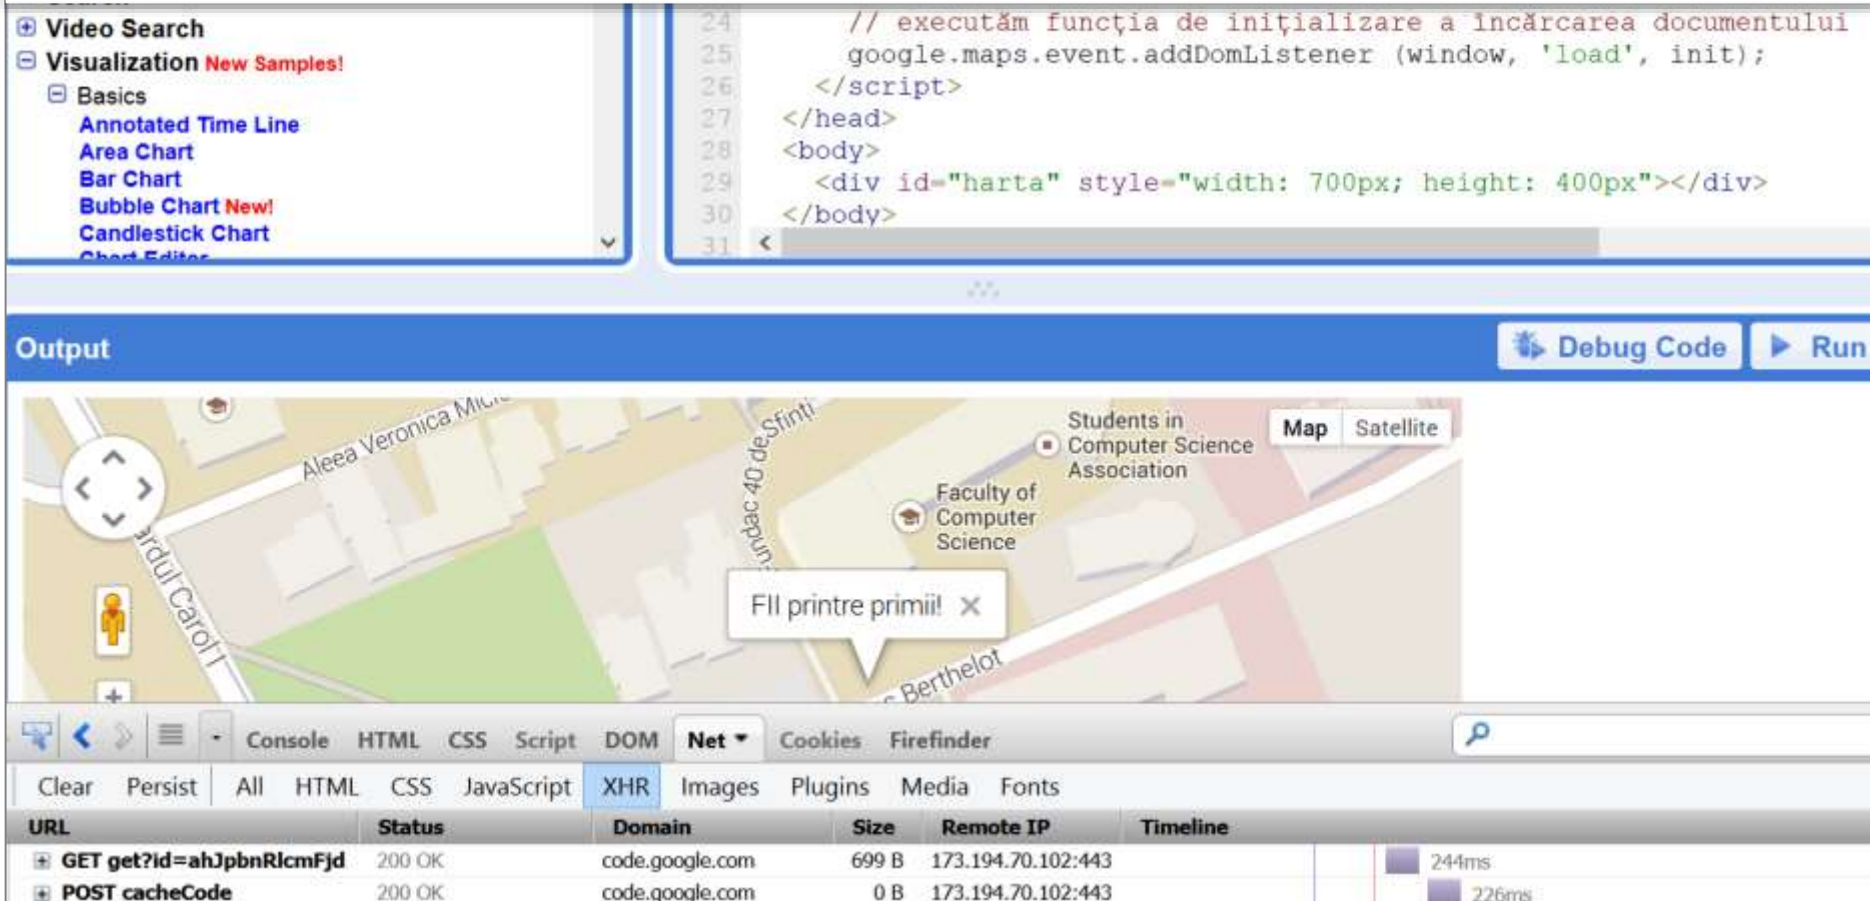 Video Search
Visualization New Samples!
Basics
Annotated Time Line
Area Chart
Bar Chart
Bubble Chart New!
Candlestick Chart
Chart Editor
24 // executăm funcția de inițializare a încărcarea documentului
25 google.maps.event.addDomListener (window, 'load', init);
26 </script>
27 </head>
28 <body>
29 <div id="harta" style="width: 700px; height: 400px"></div>
30 </body>
31
Output
Debug Code
Run
Aleea Veronica
40 de Sfinți
Students in
Computer Science
Association
Map Satellite
Faculty of
Computer
Science
Carol I
FII printre primii!
Berthelot
Console HTML CSS Script DOM Net Cookies Firefinder
Clear Persist All HTML CSS JavaScript XHR Images Plugins Media Fonts
URL Status Domain Size Remote IP Timeline
GET get?id=ahJpbnRlcmFjd 200 OK code.google.com 699 B 173.194.70.102:443 244ms
POST cacheCode 200 OK code.google.com 0 B 173.194.70.102:443 226ms